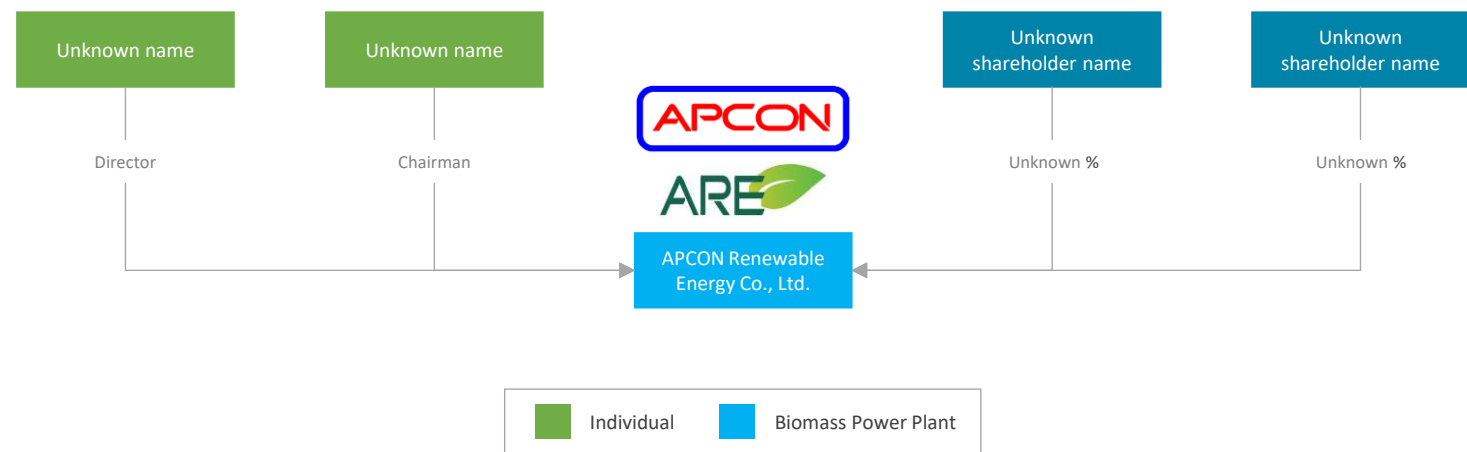 Unknown name
Unknown name
Unknown
shareholder name
Unknown
shareholder name
APCON
Director
Chairman
Unknown %
Unknown %
ARE
APCON Renewable
Energy Co., Ltd.
Individual
Biomass Power Plant